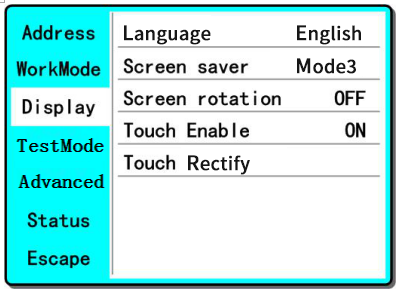 Address
WorkMode
Display
TestMode
Advanced
Status
Escape
Language English
Screen saver Mode3
Screen rotation OFF
Touch Enable ON
Touch Rectify